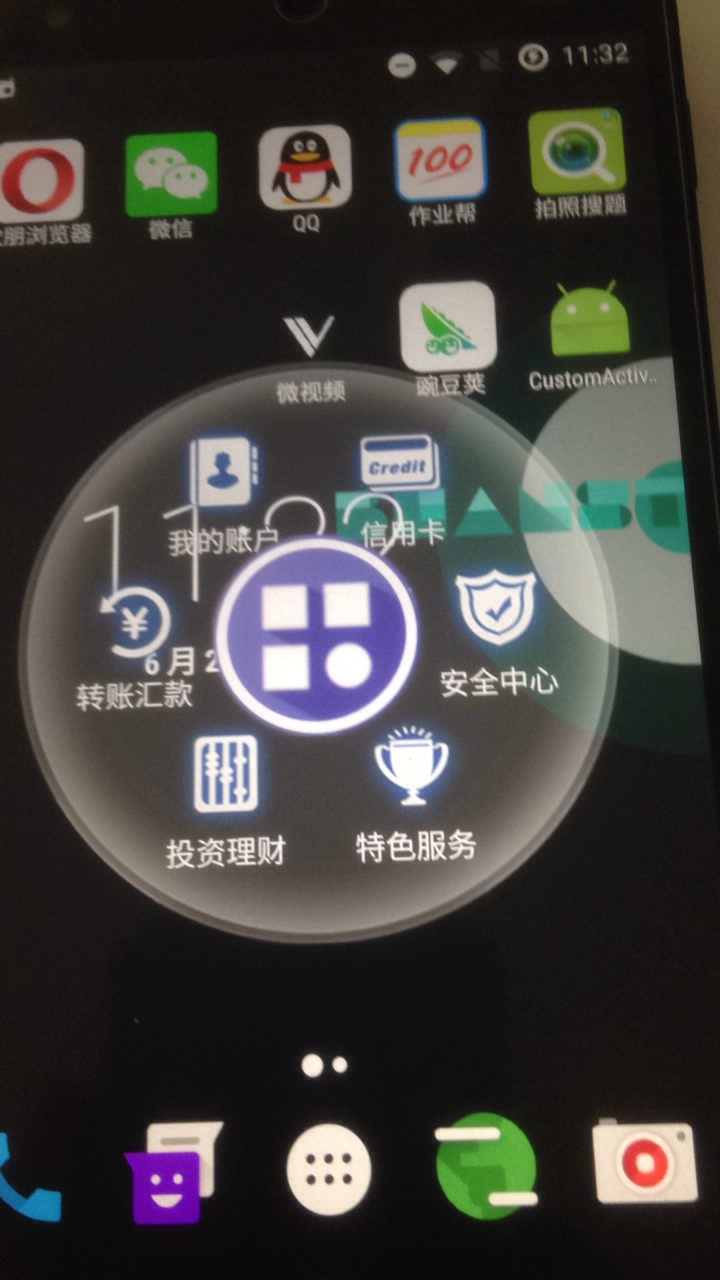 11:32
朋浏览器
微信
QQ
100
作业帮
拍照搜题
微视频
豌豆荚
CustomActiv..
Credit
我的账户
信用卡
¥
6月2
转账汇款
安全中心
投资理财
特色服务